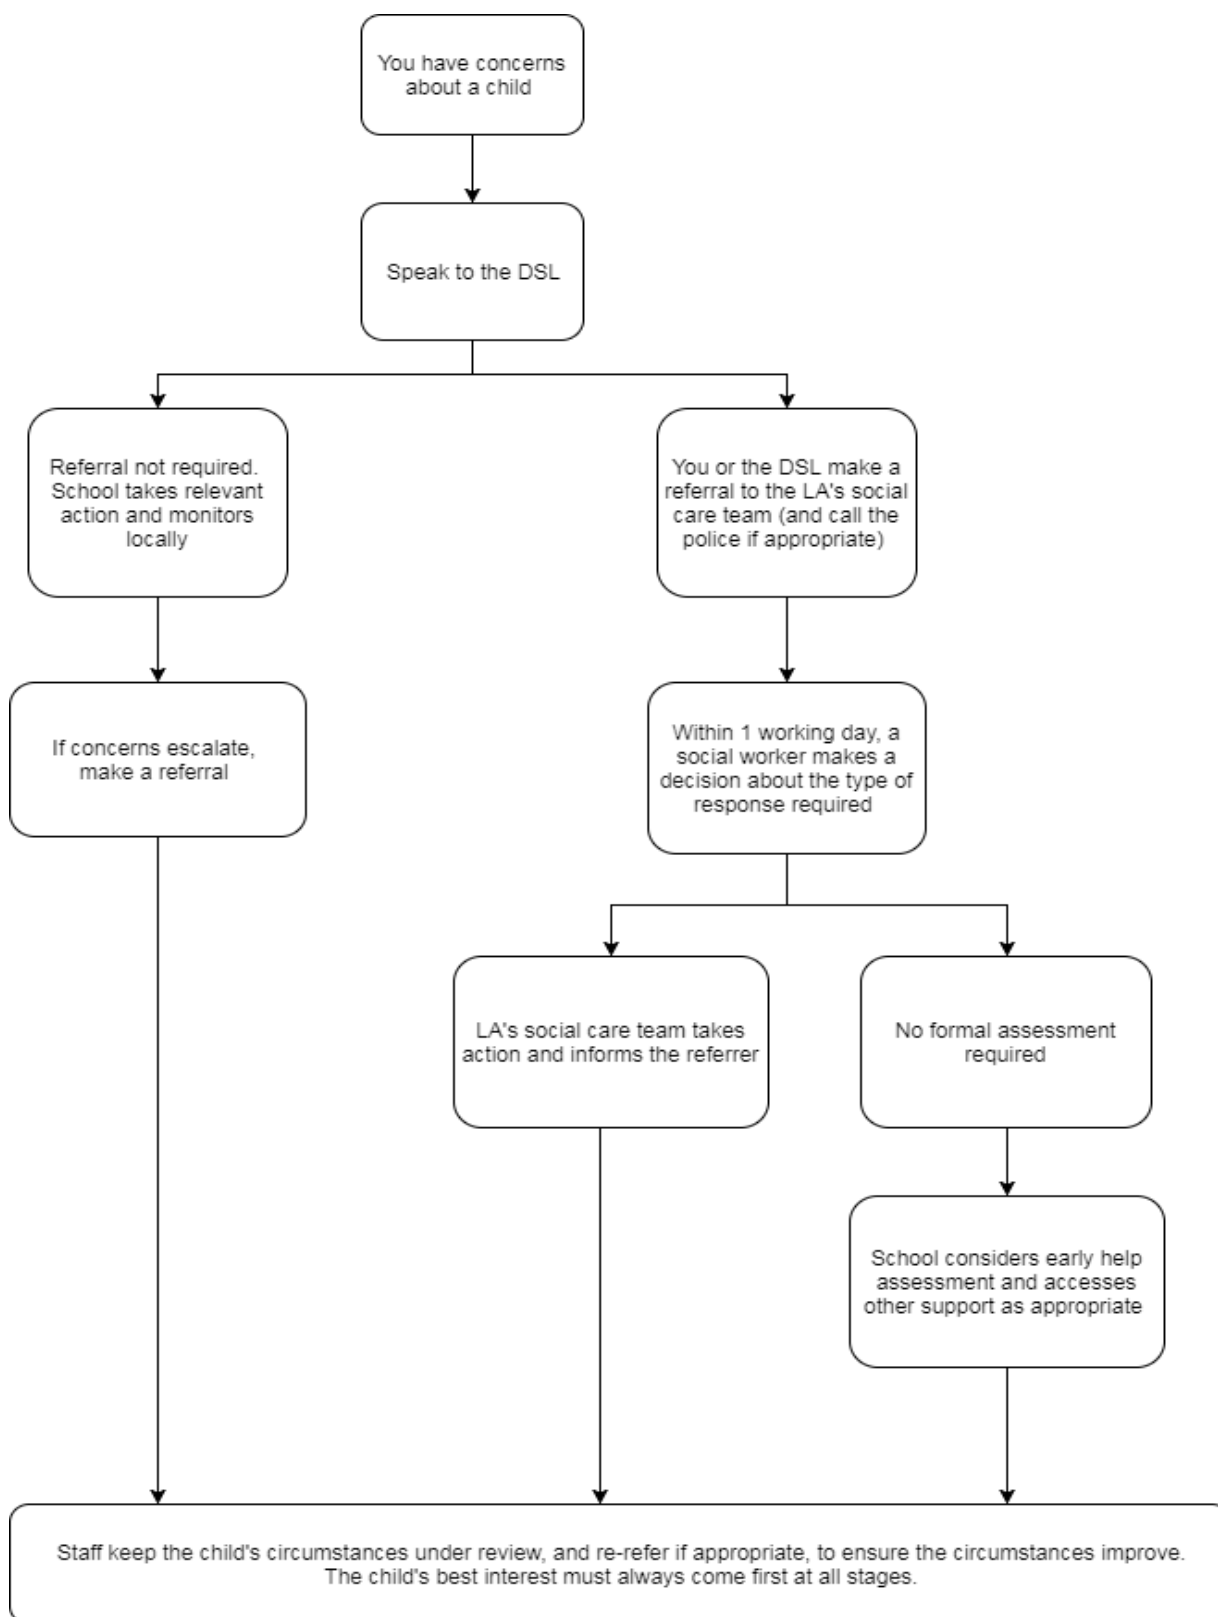 You have concerns
about a child
Speak to the DSL
Referral not required.
School takes relevant
action and monitors
locally
You or the DSL make a
referral to the LA's social
care team (and call the
police if appropriate)
If concerns escalate,
make a referral
Within 1 working day, a
social worker makes a
decision about the type of
response required
LA's social care team takes
action and informs the referrer
No formal assessment
required
School considers early help
assessment and accesses
other support as appropriate
Staff keep the child's circumstances under review, and re-refer if appropriate, to ensure the circumstances improve.
The child's best interest must always come first at all stages.